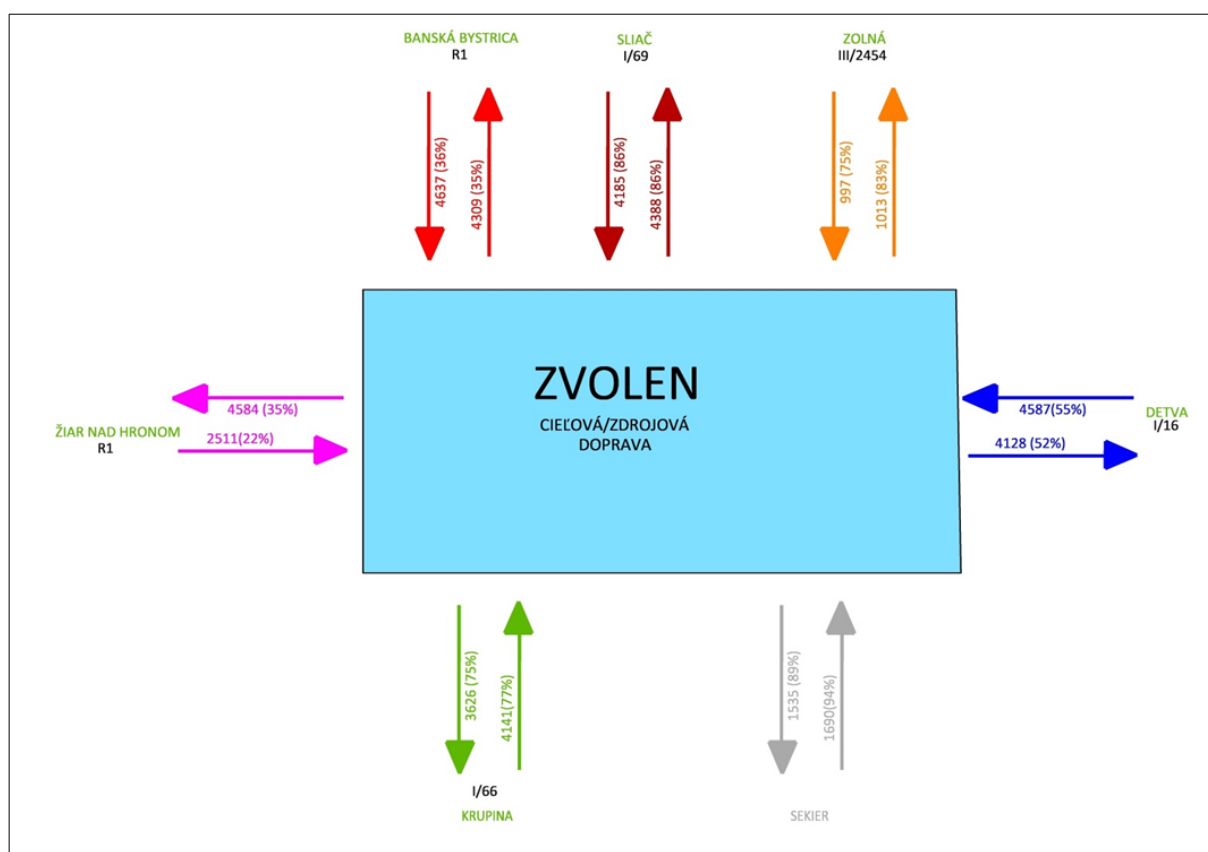 BANSKÁ BYSTRICA
R1
SLIAČ
I/69
ZOLNÁ
III/2454
4637 (36%)
4309 (35%)
4185 (86%)
4388 (86%)
997 (75%)
1013 (83%)
ZVOLEN
CIEĽOVÁ/ZDROJOVÁ
DOPRAVA
4584 (35%)
ŽIAR NAD HRONOM
R1
2511(22%)
4587(55%)
DETVA
I/16
4128 (52%)
3626 (75%)
4141(77%)
1535 (89%)
1690(94%)
I/66
KRUPINA
SEKIER